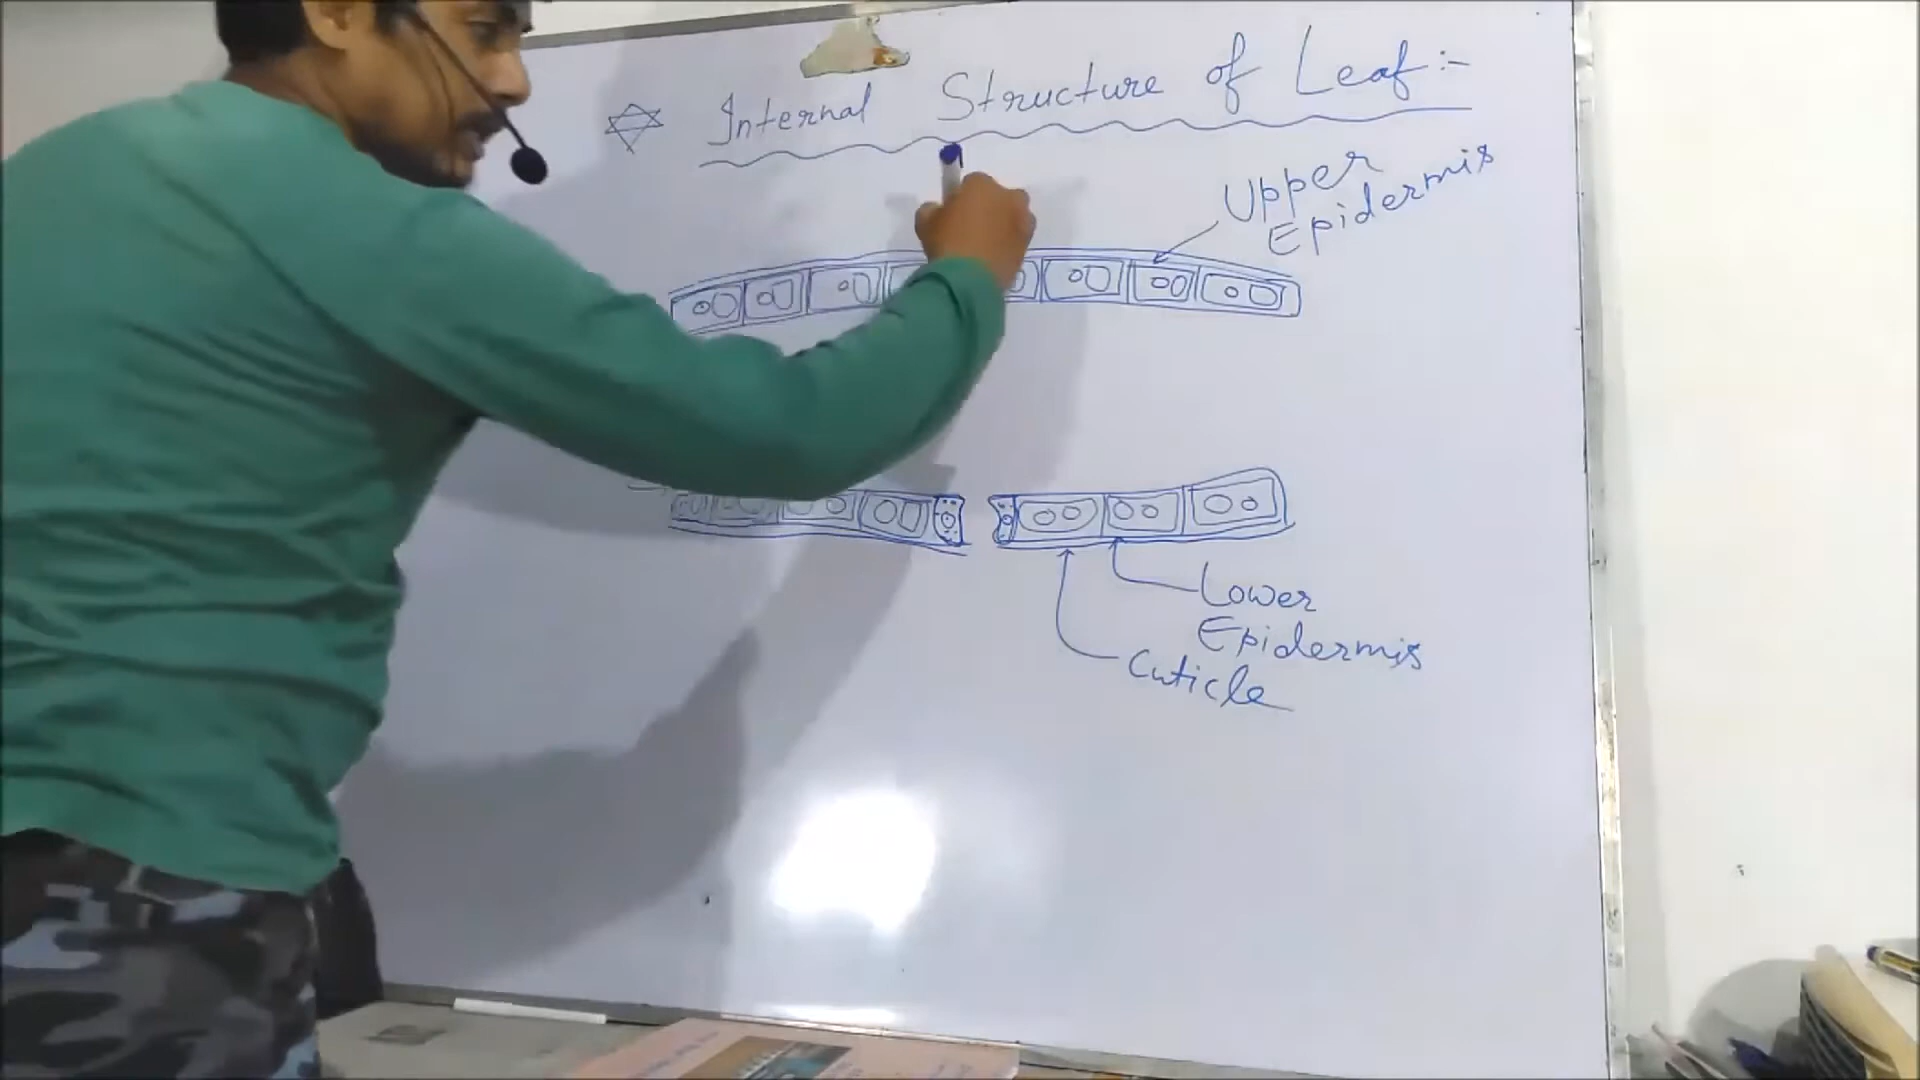 Internal Structure of Leaf :-
Upper
Epidermis
Lower
Epidermis
Cuticle